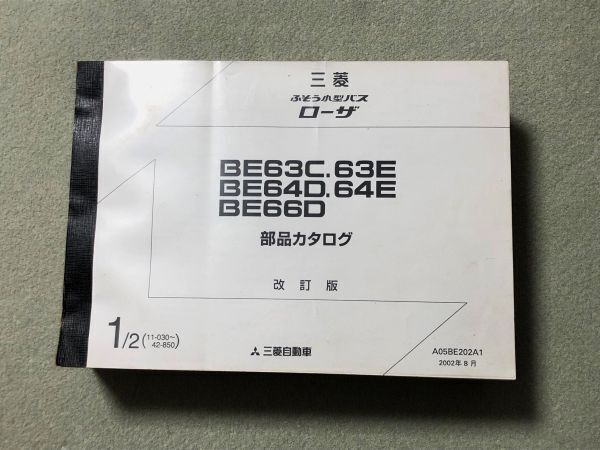 三菱
ふそう小型バス
ローザ
BE63C.63E
BE64D.64E
BE66D
部品カタログ
改訂版
1/2 (11-030～
42-850)
三菱自動車
A05BE202A1
2002年8月